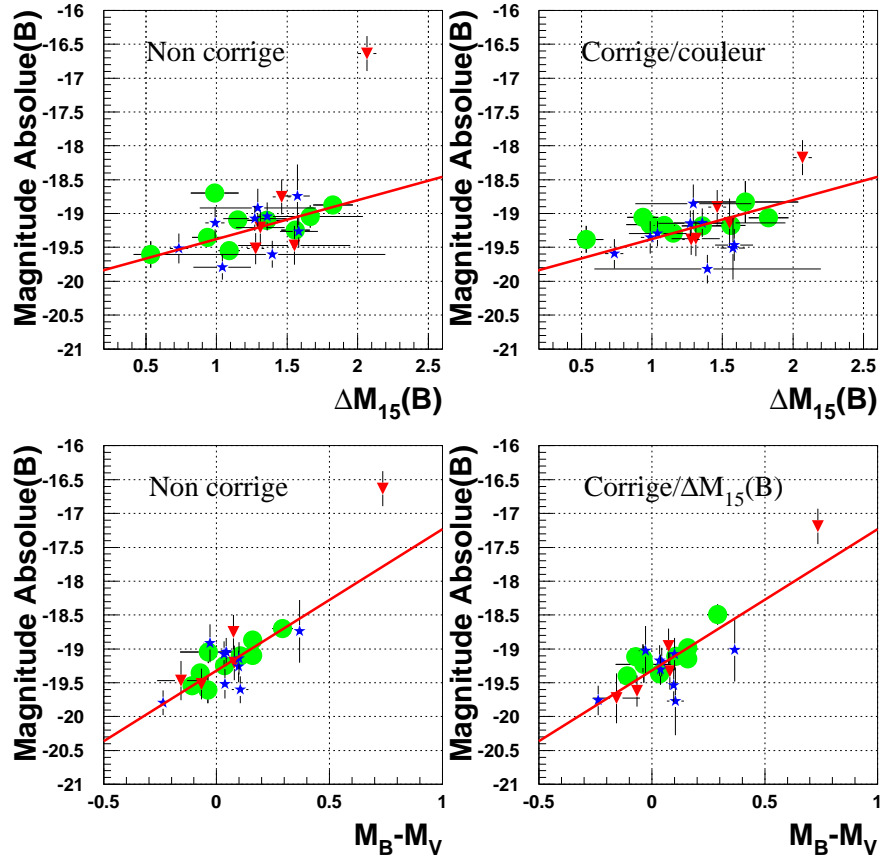 Magnitude Absolue(B)
-16
-16.5
-17
-17.5
-18
-18.5
-19
-19.5
-20
-20.5
-21
Non corrige
0.5 1 1.5 2 2.5
ΔM15(B)
Magnitude Absolue(B)
-16
-16.5
-17
-17.5
-18
-18.5
-19
-19.5
-20
-20.5
-21
Corrige/couleur
0.5 1 1.5 2 2.5
ΔM15(B)
Magnitude Absolue(B)
-16
-16.5
-17
-17.5
-18
-18.5
-19
-19.5
-20
-20.5
-21
Non corrige
-0.5 0 0.5 1
MB-MV
Magnitude Absolue(B)
-16
-16.5
-17
-17.5
-18
-18.5
-19
-19.5
-20
-20.5
-21
Corrige/ΔM15(B)
-0.5 0 0.5 1
MB-MV